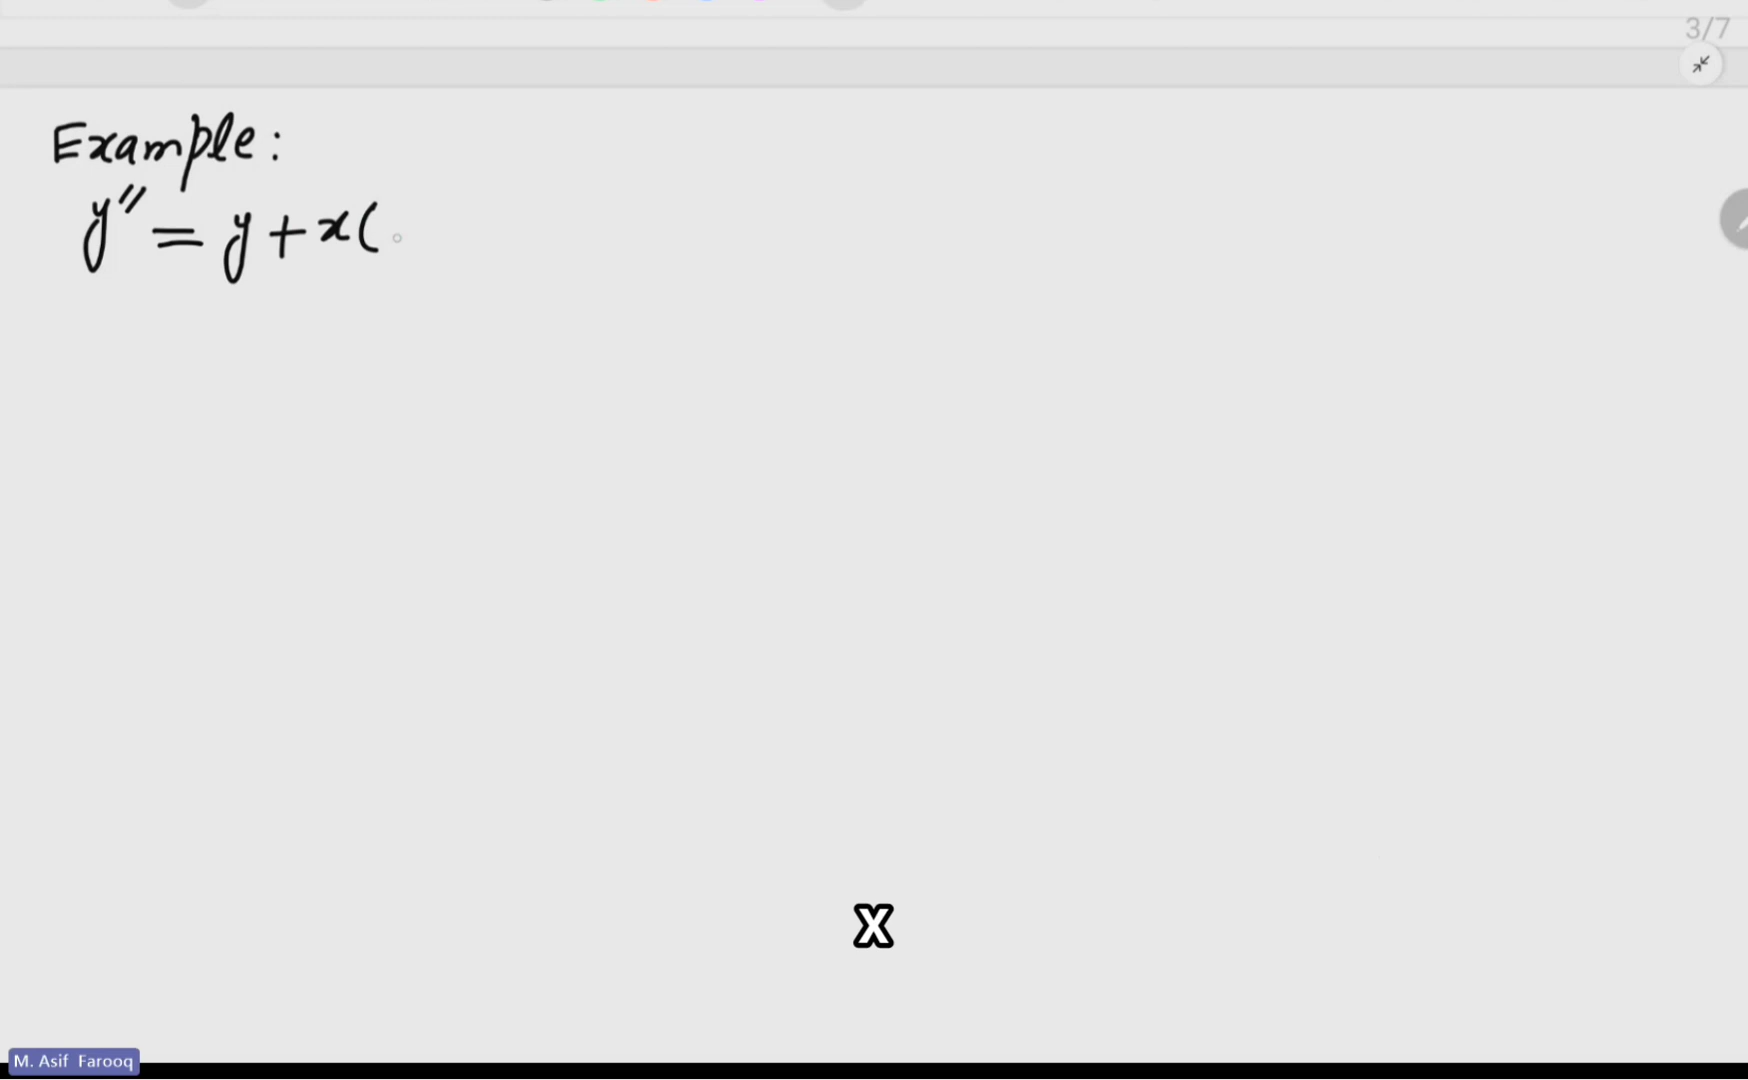 3/7
Example:
y″ = y + x(
X
M. Asif Farooq